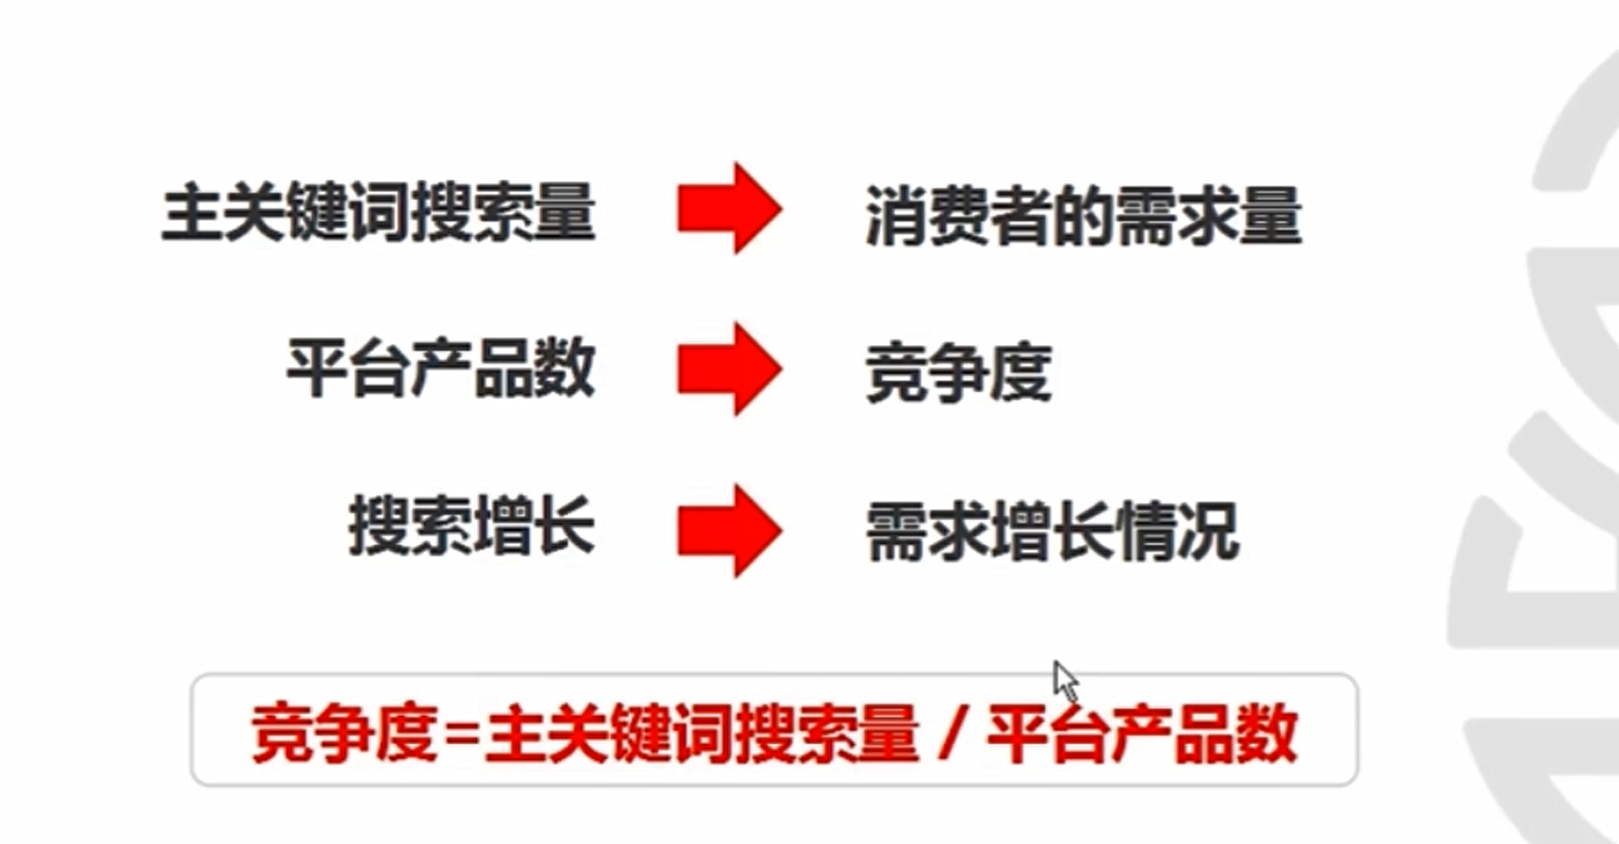 主关键词搜索量 消费者的需求量
平台产品数 竞争度
搜索增长 需求增长情况
竞争度=主关键词搜索量 / 平台产品数